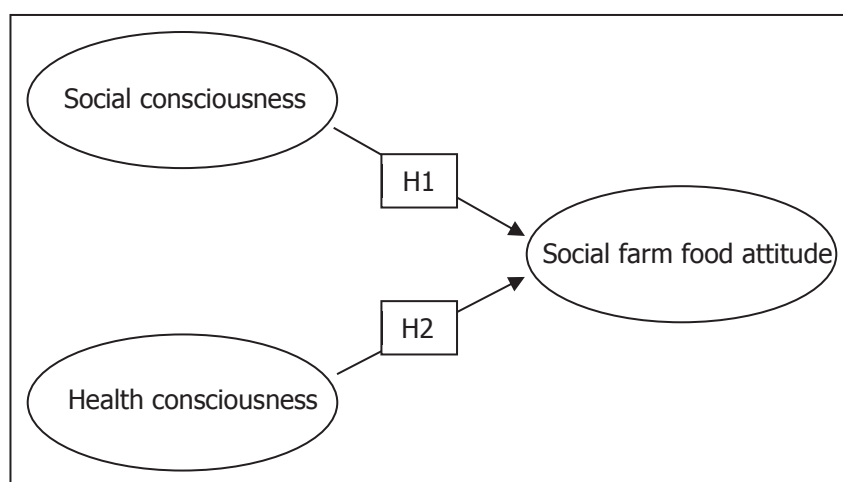 Social consciousness
H1
Social farm food attitude
H2
Health consciousness